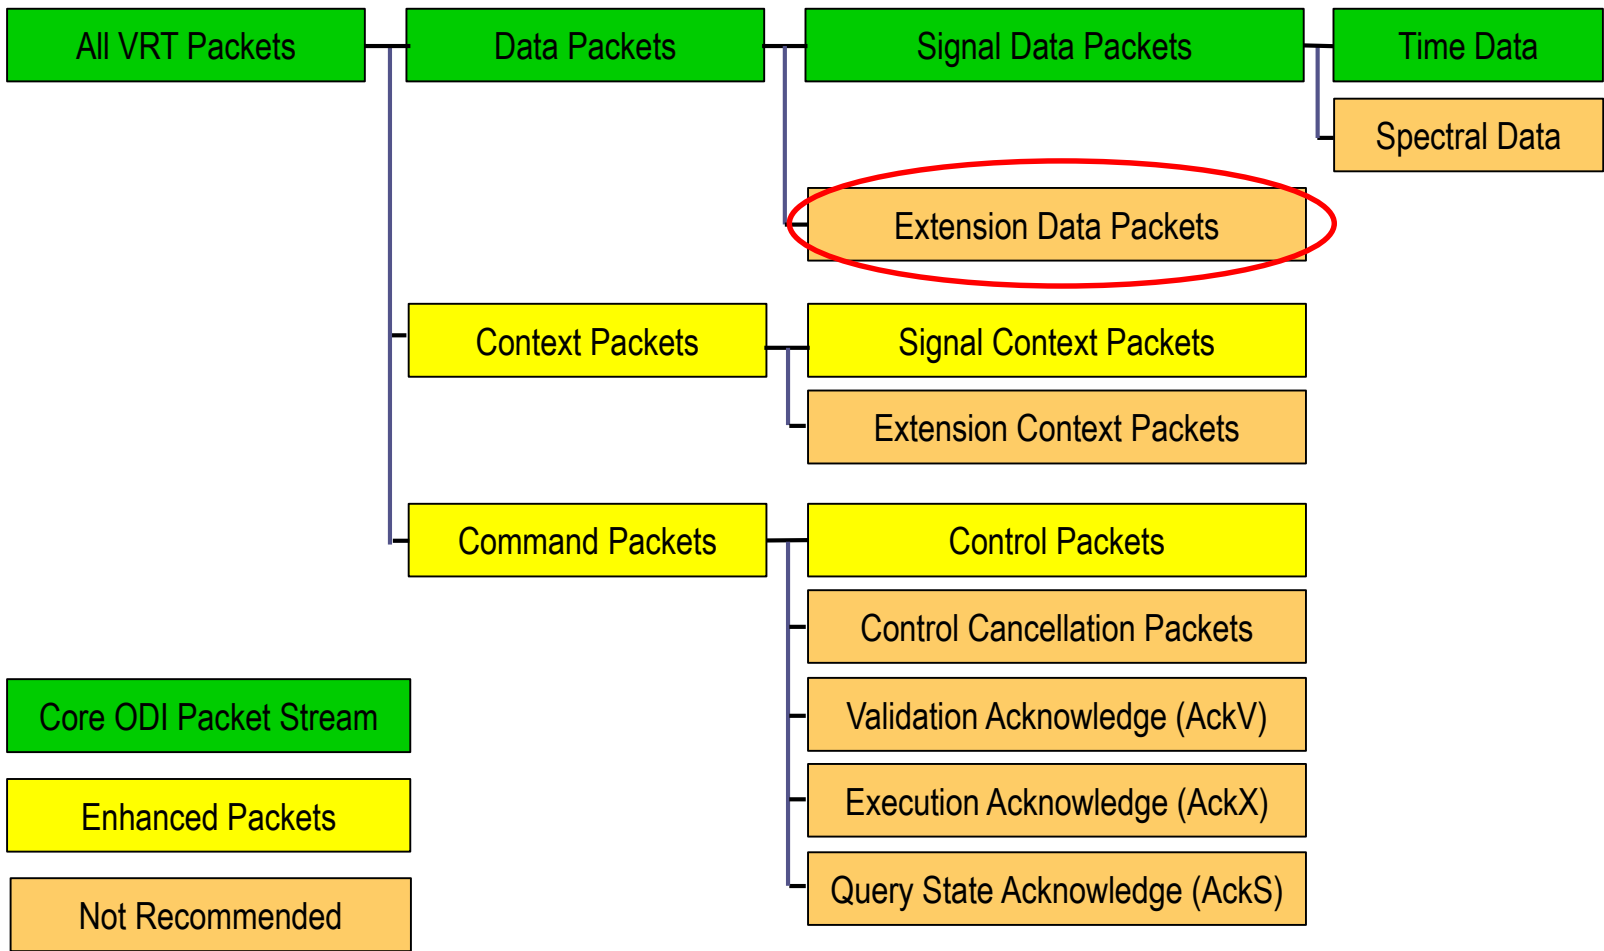 All VRT Packets
Data Packets
Signal Data Packets
Time Data
Spectral Data
Extension Data Packets
Context Packets
Signal Context Packets
Extension Context Packets
Command Packets
Control Packets
Control Cancellation Packets
Core ODI Packet Stream
Validation Acknowledge (AckV)
Enhanced Packets
Execution Acknowledge (AckX)
Not Recommended
Query State Acknowledge (AckS)